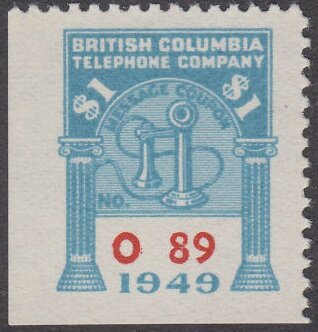 BRITISH COLUMBIA
TELEPHONE COMPANY
$1 $1
MESSAGE COUPON
NO.
O 89
1949